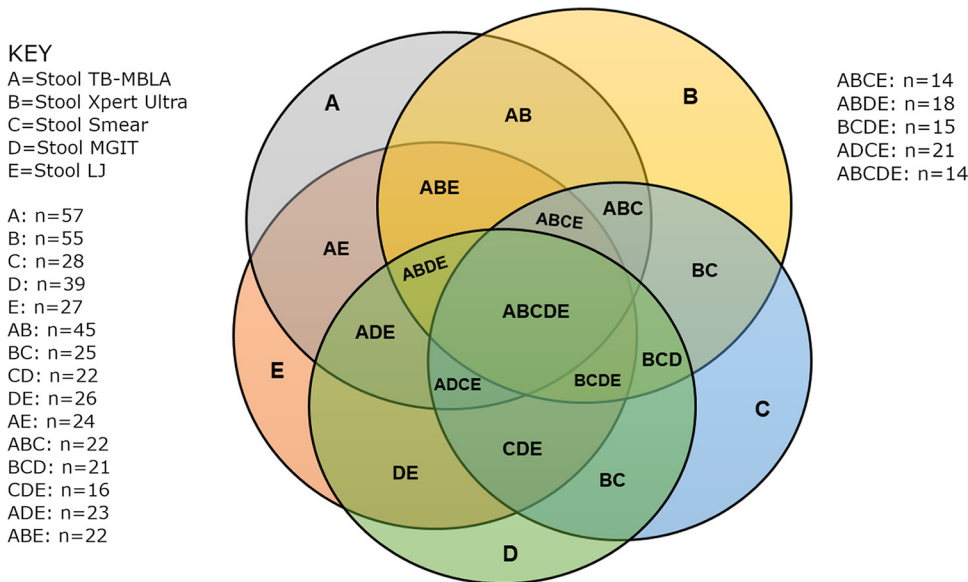 KEY
A=Stool TB-MBLA
B=Stool Xpert Ultra
C=Stool Smear
D=Stool MGIT
E=Stool LJ
A: n=57
B: n=55
C: n=28
D: n=39
E: n=27
AB: n=45
BC: n=25
CD: n=22
DE: n=26
AE: n=24
ABC: n=22
BCD: n=21
CDE: n=16
ADE: n=23
ABE: n=22
A
B
AB
ABE
ABCE
ABC
AE
ABDE
BC
ABCDE
ADE
BCD
E
ADCE
BCDE
C
CDE
DE
BC
D
ABCE: n=14
ABDE: n=18
BCDE: n=15
ADCE: n=21
ABCDE: n=14